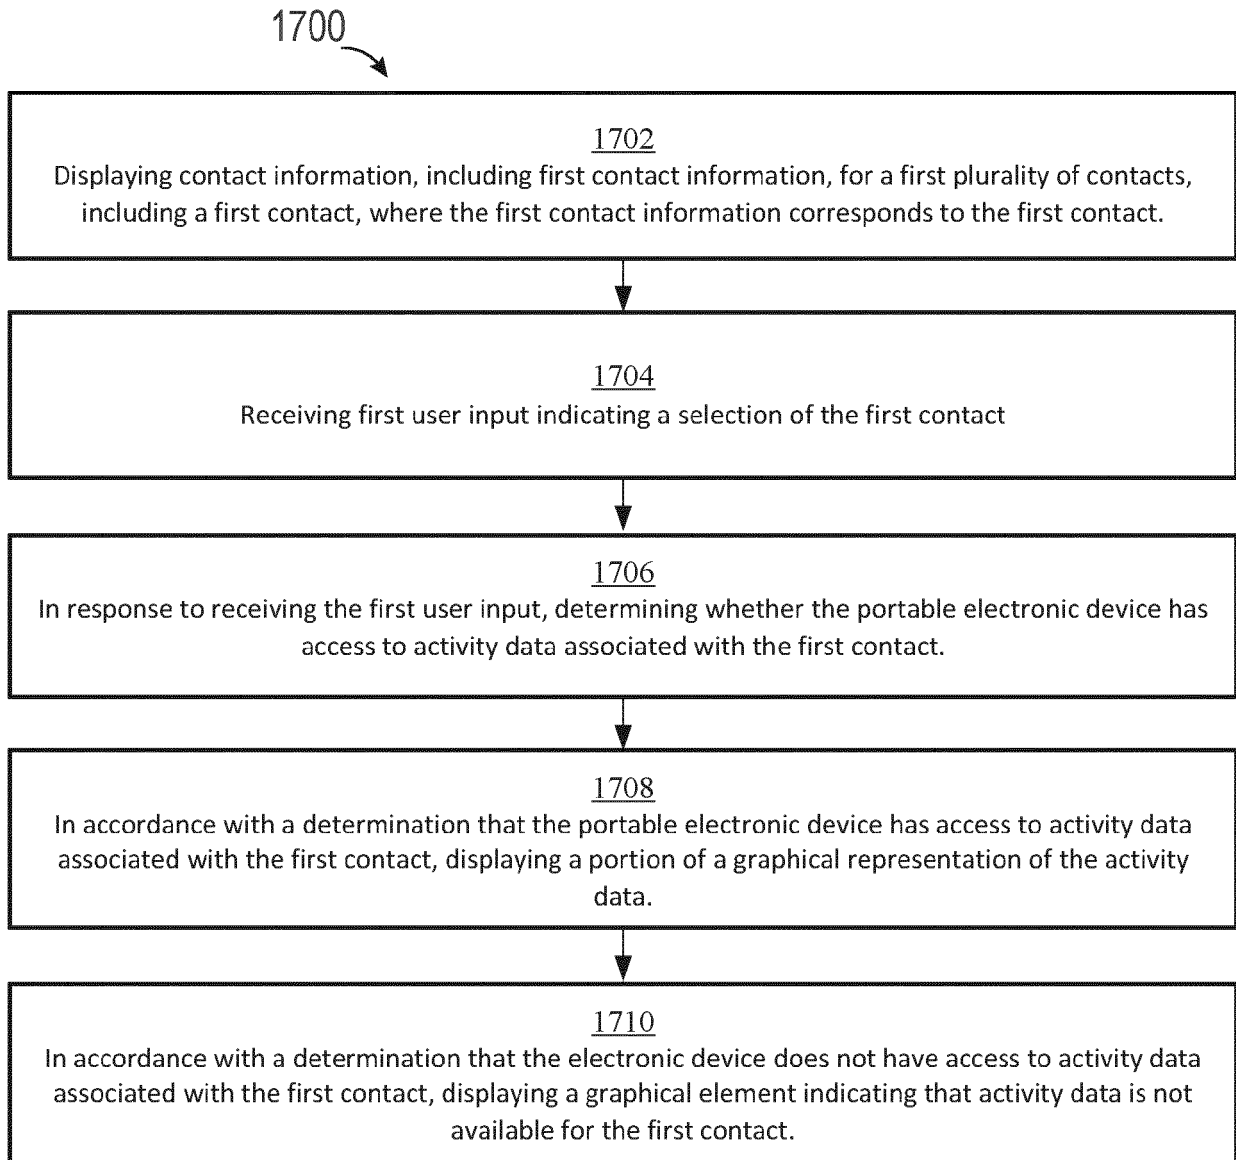 1700
1702
Displaying contact information, including first contact information, for a first plurality of contacts,
including a first contact, where the first contact information corresponds to the first contact.
1704
Receiving first user input indicating a selection of the first contact
1706
In response to receiving the first user input, determining whether the portable electronic device has
access to activity data associated with the first contact.
1708
In accordance with a determination that the portable electronic device has access to activity data
associated with the first contact, displaying a portion of a graphical representation of the activity
data.
1710
In accordance with a determination that the electronic device does not have access to activity data
associated with the first contact, displaying a graphical element indicating that activity data is not
available for the first contact.